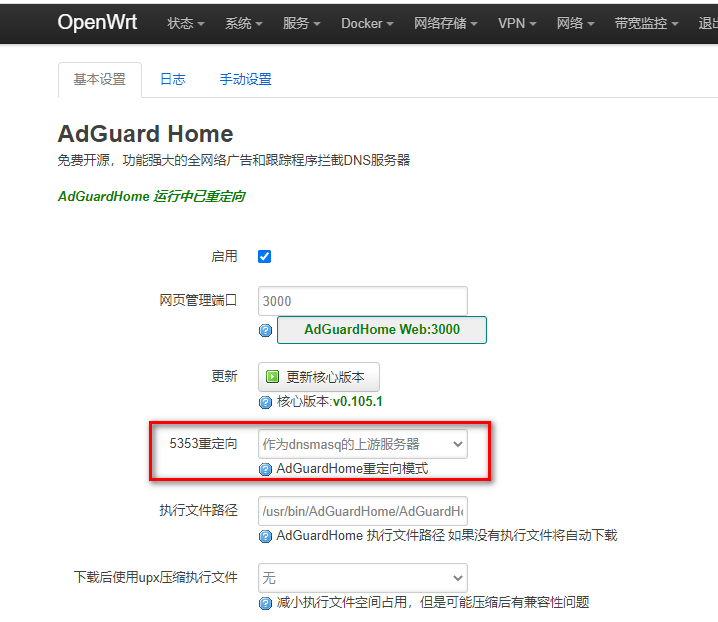 OpenWrt 状态 系统 服务 Docker 网络存储 VPN 网络 带宽监控 退出
基本设置 日志 手动设置
AdGuard Home
免费开源，功能强大的全网络广告和跟踪程序拦截DNS服务器
AdGuardHome 运行中已重定向
启用
网页管理端口 3000
AdGuardHome Web:3000
更新 更新核心版本
核心版本:v0.105.1
5353重定向 作为dnsmasq的上游服务器
AdGuardHome重定向模式
执行文件路径 /usr/bin/AdGuardHome/AdGuardHo
AdGuardHome 执行文件路径 如果没有执行文件将自动下载
下载后使用upx压缩执行文件 无
减小执行文件空间占用，但是可能压缩后有兼容性问题